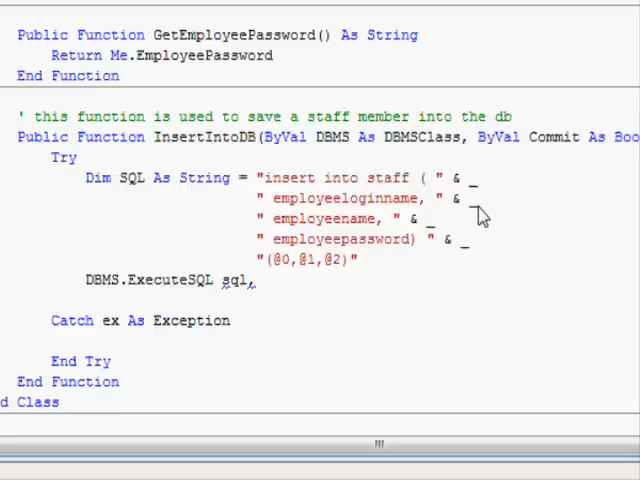 Public Function GetEmployeePassword() As String
Return Me.EmployeePassword
End Function
' this function is used to save a staff member into the db
Public Function InsertIntoDB(ByVal DBMS As DBMSClass, ByVal Commit As Boo
Try
Dim SQL As String = "insert into staff ( " & _
" employeeloginname, " & _
" employeename, " & _
" employeepassword) " & _
"(@0,@1,@2)"
DBMS.ExecuteSQL sql,
Catch ex As Exception
End Try
End Function
d Class